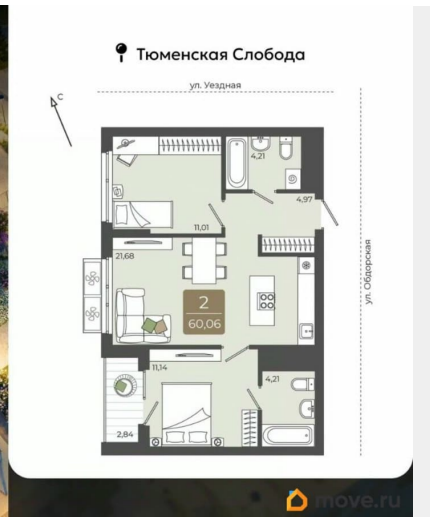 Тюменская Слобода
ул. Уездная
С
4,21
4,97
11,01
21,68
2
60,06
ул. Обдорская
11,14
4,21
2,84
move.ru